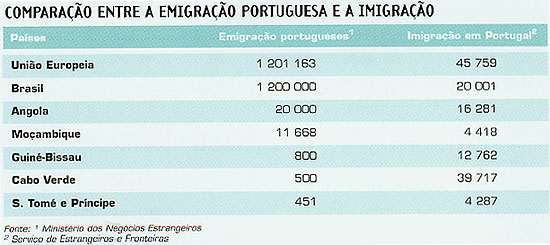 COMPARAÇÃO ENTRE A EMIGRAÇÃO PORTUGUESA E A IMIGRAÇÃO
Países Emigração portugueses¹ Imigração em Portugal²
União Europeia 1 201 163 45 759
Brasil 1 200 000 20 001
Angola 20 000 16 281
Moçambique 11 668 4 418
Guiné-Bissau 800 12 762
Cabo Verde 500 39 717
S. Tomé e Príncipe 451 4 287
Fonte: ¹ Ministério dos Negócios Estrangeiros
² Serviço de Estrangeiros e Fronteiras